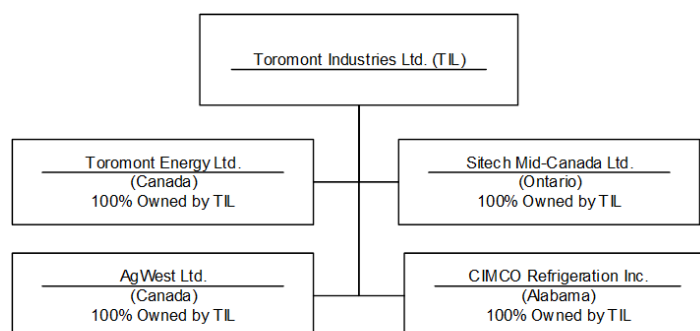 Toromont Industries Ltd. (TIL)
Toromont Energy Ltd.
(Canada)
100% Owned by TIL
Sitech Mid-Canada Ltd.
(Ontario)
100% Owned by TIL
AgWest Ltd.
(Canada)
100% Owned by TIL
CIMCO Refrigeration Inc.
(Alabama)
100% Owned by TIL